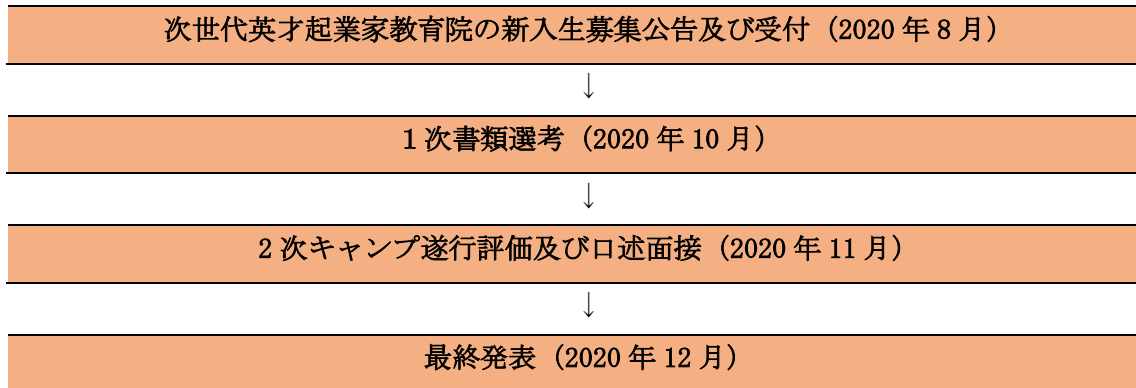 次世代英才起業家教育院の新入生募集公告及び受付（2020 年 8 月）
↓
1 次書類選考（2020 年 10 月）
↓
2 次キャンプ遂行評価及び口述面接（2020 年 11 月）
↓
最終発表（2020 年 12 月）